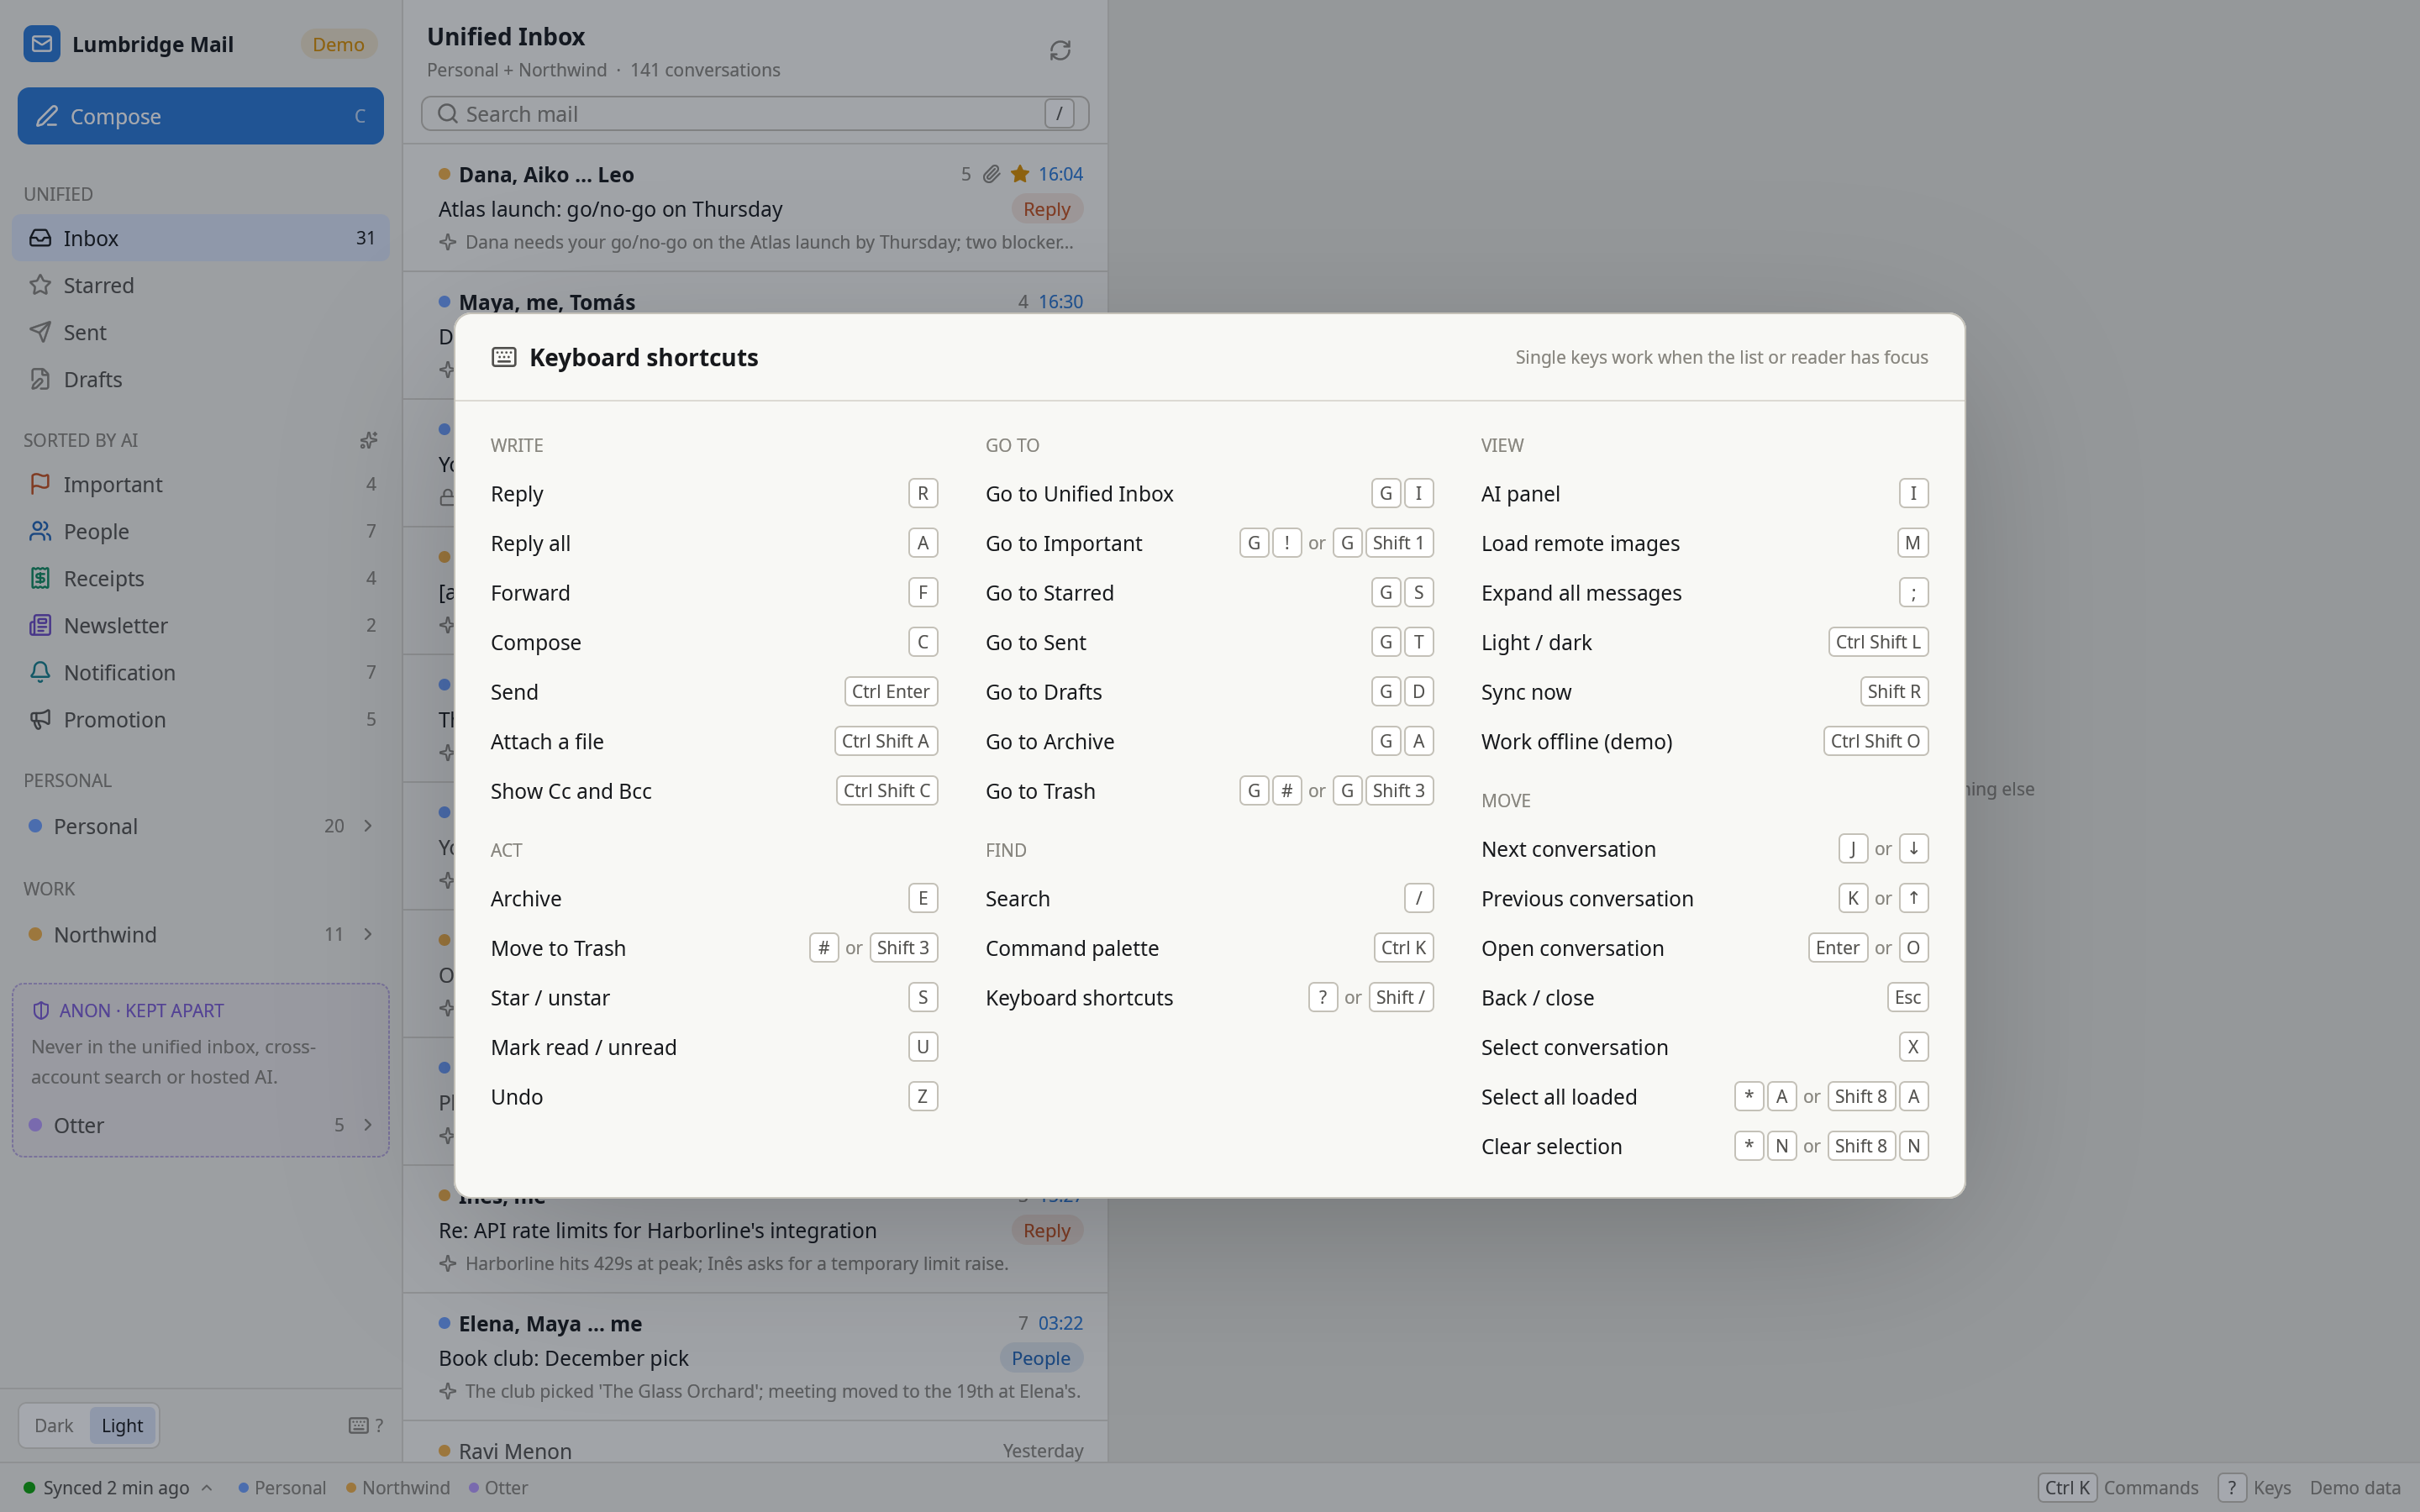 Lumbridge Mail
Demo
Compose C
UNIFIED
Inbox 31
Starred
Sent
Drafts
SORTED BY AI
Important 4
People 7
Receipts 4
Newsletter 2
Notification 7
Promotion 5
PERSONAL
Personal 20
WORK
Northwind 11
ANON · KEPT APART
Never in the unified inbox, cross-
account search or hosted AI.
Otter 5
Dark Light ?
Unified Inbox
Personal + Northwind · 141 conversations
Search mail /
Dana, Aiko ... Leo 5 16:04
Atlas launch: go/no-go on Thursday Reply
Dana needs your go/no-go on the Atlas launch by Thursday; two blocker...
Maya, me, Tomás 4 16:30
Keyboard shortcuts
Single keys work when the list or reader has focus
WRITE
Reply R
Reply all A
Forward F
Compose C
Send Ctrl Enter
Attach a file Ctrl Shift A
Show Cc and Bcc Ctrl Shift C
ACT
Archive E
Move to Trash # or Shift 3
Star / unstar S
Mark read / unread U
Undo Z
GO TO
Go to Unified Inbox G I
Go to Important G ! or G Shift 1
Go to Starred G S
Go to Sent G T
Go to Drafts G D
Go to Archive G A
Go to Trash G # or G Shift 3
FIND
Search /
Command palette Ctrl K
Keyboard shortcuts ? or Shift /
VIEW
AI panel I
Load remote images M
Expand all messages ;
Light / dark Ctrl Shift L
Sync now Shift R
Work offline (demo) Ctrl Shift O
MOVE
Next conversation J or ↓
Previous conversation K or ↑
Open conversation Enter or O
Back / close Esc
Select conversation X
Select all loaded * A or Shift 8 A
Clear selection * N or Shift 8 N
else
Re: API rate limits for Harborline's integration Reply
Harborline hits 429s at peak; Inês asks for a temporary limit raise.
Elena, Maya ... me 7 03:22
Book club: December pick People
The club picked 'The Glass Orchard'; meeting moved to the 19th at Elena's.
Ravi Menon Yesterday
Synced 2 min ago Personal Northwind Otter
Ctrl K Commands ? Keys Demo data